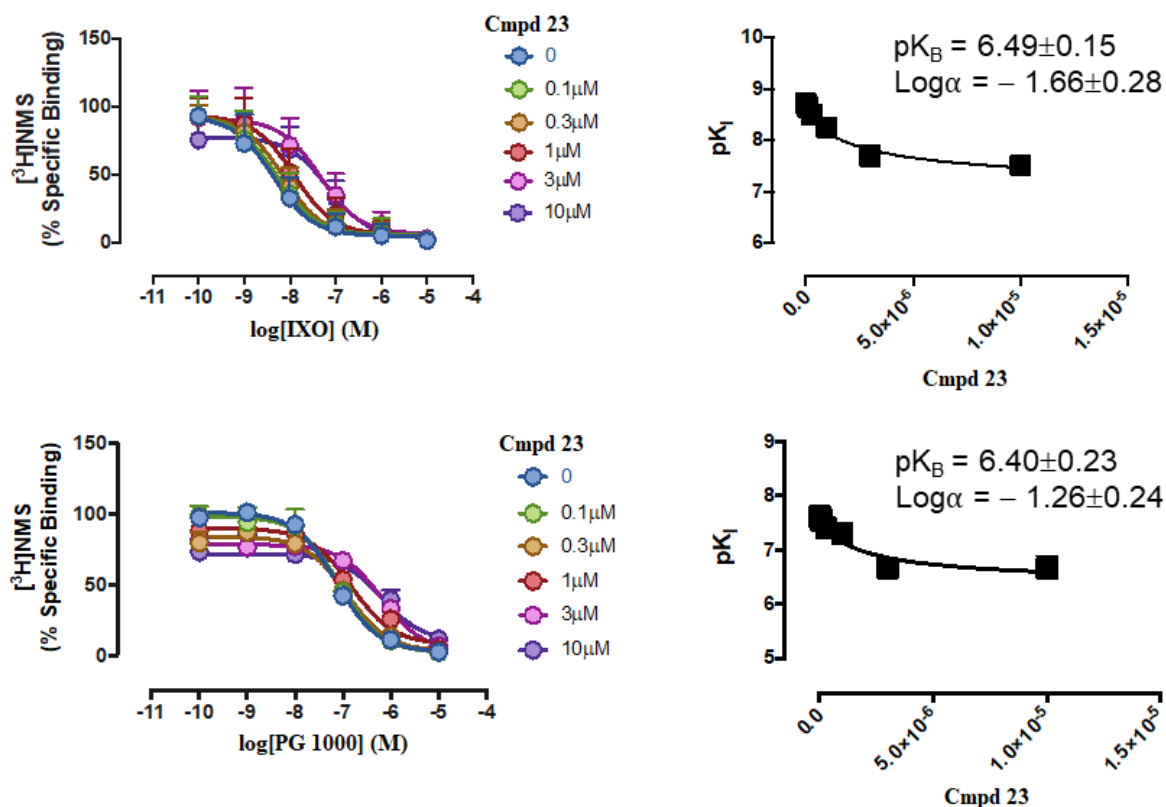 150
100
50
0
[³H]NMS
(% Specific Binding)
-11 -10 -9 -8 -7 -6 -5 -4
log[IXO] (M)
Cmpd 23
0
0.1μM
0.3μM
1μM
3μM
10μM
10
9
8
7
6
pKI
pKB = 6.49±0.15
Logα = − 1.66±0.28
0.0
5.0×10⁻⁶
1.0×10⁻⁵
1.5×10⁻⁵
Cmpd 23
150
100
50
0
[³H]NMS
(% Specific Binding)
-11 -10 -9 -8 -7 -6 -5 -4
log[PG 1000] (M)
Cmpd 23
0
0.1μM
0.3μM
1μM
3μM
10μM
9
8
7
6
5
pKI
pKB = 6.40±0.23
Logα = − 1.26±0.24
0.0
5.0×10⁻⁶
1.0×10⁻⁵
1.5×10⁻⁵
Cmpd 23